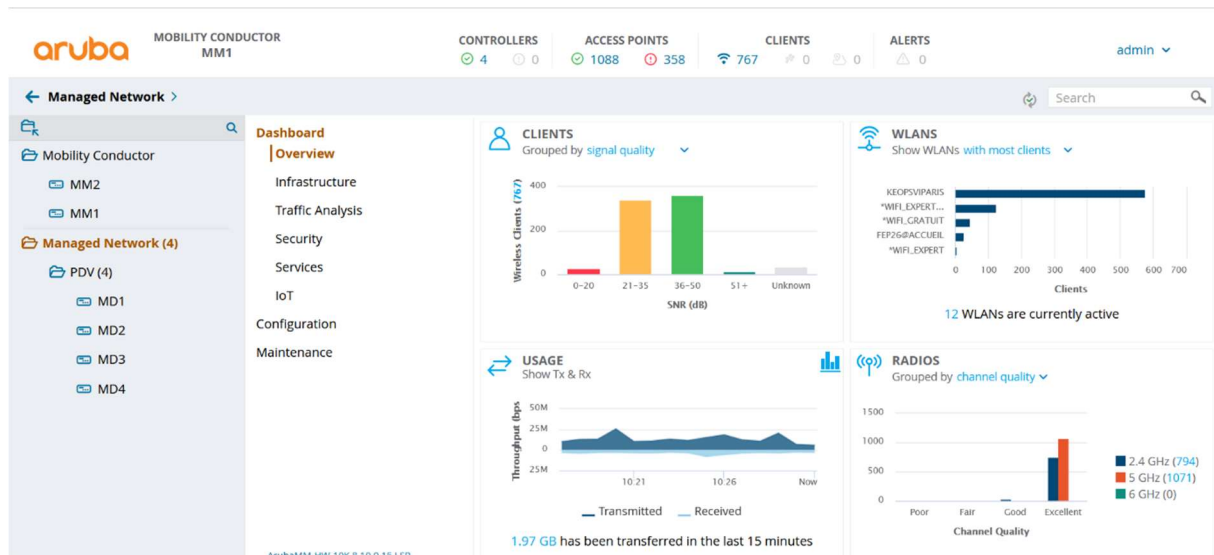 aruba
MOBILITY CONDUCTOR
MM1
CONTROLLERS
4
0
ACCESS POINTS
1088
358
CLIENTS
767
0
0
ALERTS
0
admin
Managed Network >
Search
Mobility Conductor
MM2
MM1
Managed Network (4)
PDV (4)
MD1
MD2
MD3
MD4
Dashboard
Overview
Infrastructure
Traffic Analysis
Security
Services
IoT
Configuration
Maintenance
CLIENTS
Grouped by signal quality
Wireless Clients (767)
400
200
0
0-20
21-35
36-50
51+
Unknown
SNR (dB)
WLANS
Show WLANs with most clients
KEOPSVIPARIS
*WIFI_EXPERT...
*WIFI_GRATUIT
FEP26@ACCUEIL
*WIFI_EXPERT
0 100 200 300 400 500 600 700
Clients
12 WLANs are currently active
USAGE
Show Tx & Rx
Throughput (bps
50M
25M
0
25M
10:21
10:26
Now
Transmitted
Received
1.97 GB has been transferred in the last 15 minutes
RADIOS
Grouped by channel quality
1500
1000
500
0
Poor
Fair
Good
Excellent
Channel Quality
2.4 GHz (794)
5 GHz (1071)
6 GHz (0)